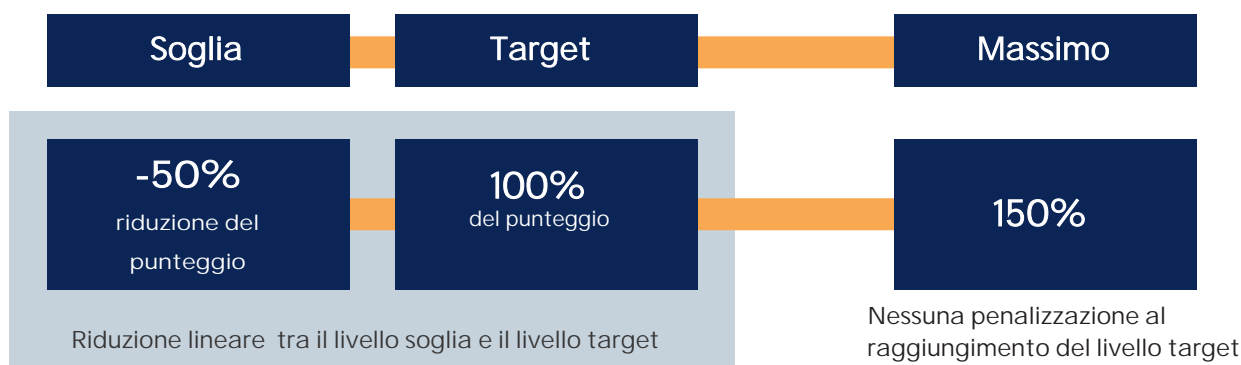 Soglia
Target
Massimo
-50%
riduzione del
punteggio
100%
del punteggio
150%
Riduzione lineare tra il livello soglia e il livello target
Nessuna penalizzazione al
raggiungimento del livello target